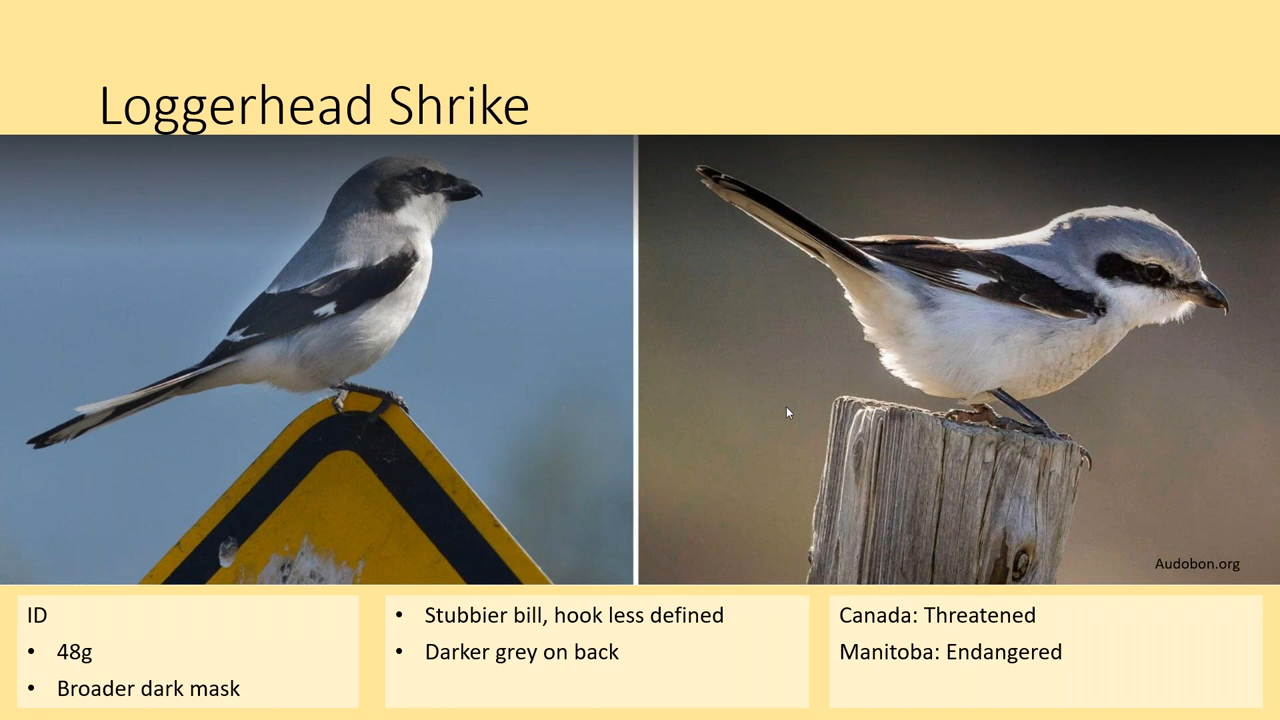 Loggerhead Shrike
Audobon.org
ID
• 48g
• Broader dark mask
• Stubbier bill, hook less defined
• Darker grey on back
Canada: Threatened
Manitoba: Endangered